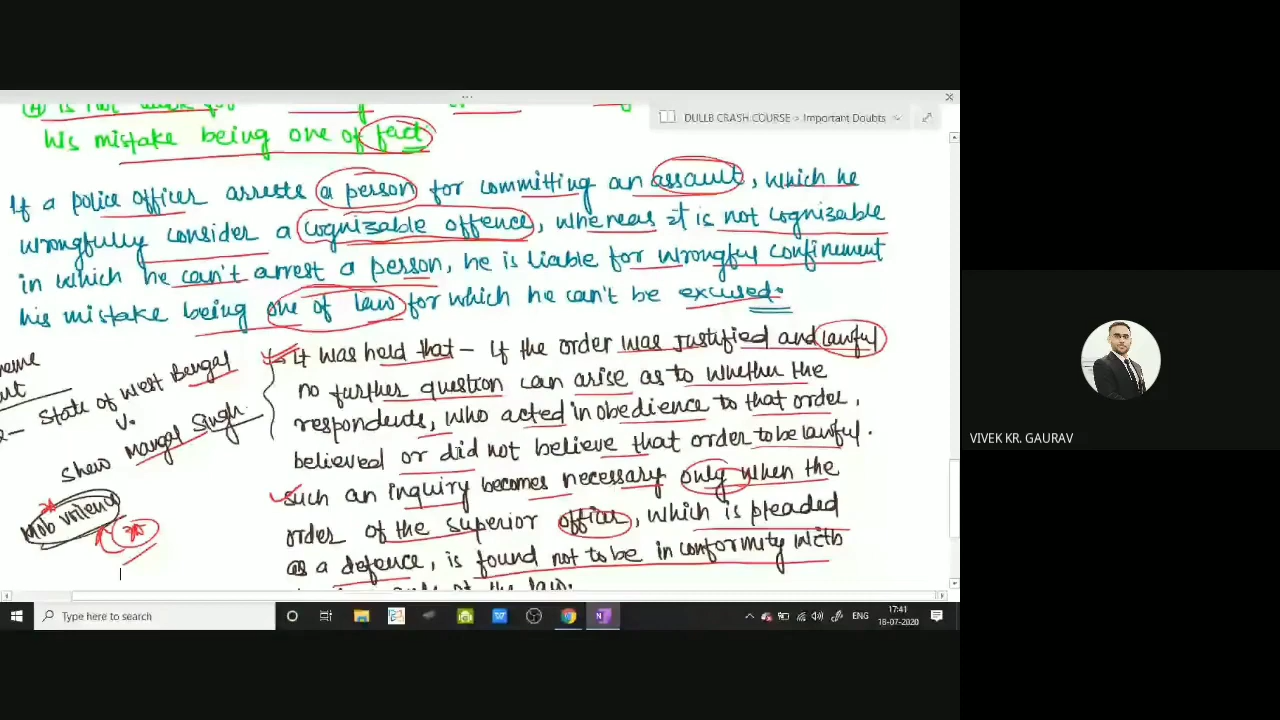 is not
his mistake being one of fact
DULLB CRASH COURSE > Important Doubts
If a police officer arrests a person for committing an assault, which he
wrongfully consider a cognizable offence, whereas it is not cognizable
in which he can't arrest a person, he is liable for wrongful confinement
his mistake being one of law for which he can't be excused.
State of West Bengal
v.
Shew Mangal Singh.
mob
It was held that - If the order was justified and lawful
no further question can arise as to whether the
respondents, who acted in obedience to that order,
believed or did not believe that order to be lawful.
Such an inquiry becomes necessary only when the
order of the superior officer, which is pleaded
as a defence, is found not to be in conformity with
of the law.
VIVEK KR. GAURAV
Type here to search
ENG
17:41
18-07-2020